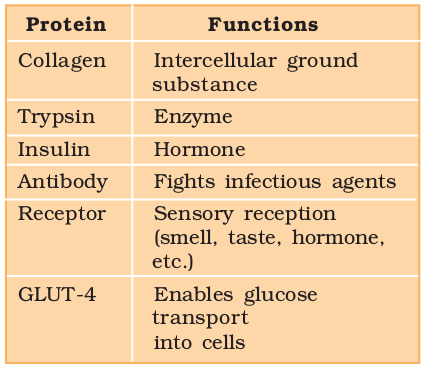 Protein Functions
Collagen Intercellular ground
substance
Trypsin Enzyme
Insulin Hormone
Antibody Fights infectious agents
Receptor Sensory reception
(smell, taste, hormone,
etc.)
GLUT-4 Enables glucose
transport
into cells